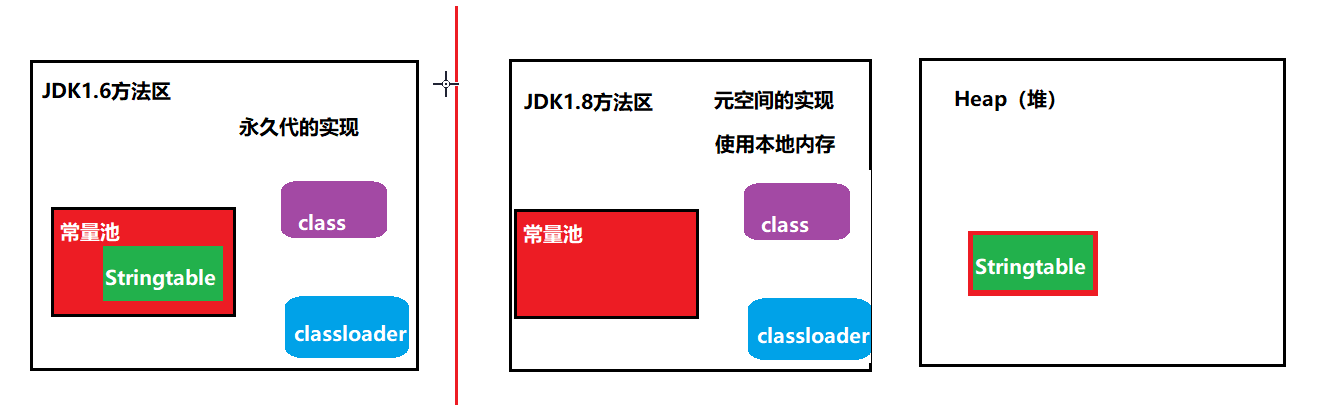 JDK1.6方法区
永久代的实现
class
常量池
Stringtable
classloader
JDK1.8方法区
元空间的实现
使用本地内存
class
常量池
classloader
Heap（堆）
Stringtable